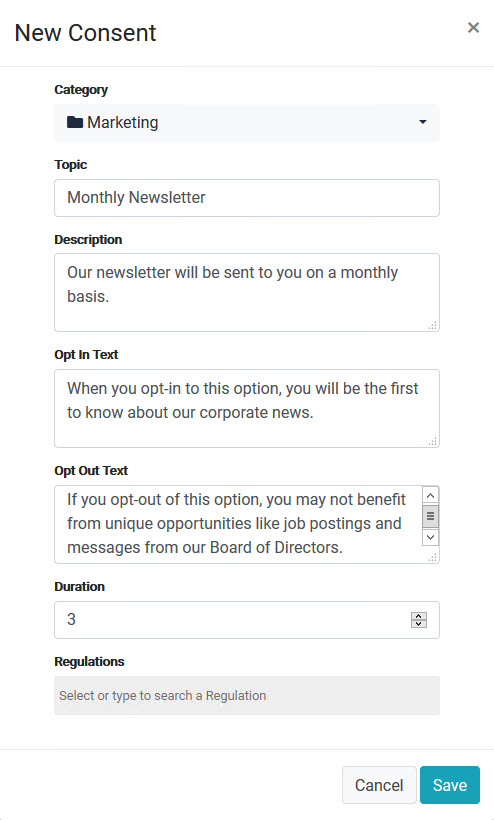 New Consent
×
Category
Marketing
Topic
Monthly Newsletter
Description
Our newsletter will be sent to you on a monthly
basis.
Opt In Text
When you opt-in to this option, you will be the first
to know about our corporate news.
Opt Out Text
If you opt-out of this option, you may not benefit
from unique opportunities like job postings and
messages from our Board of Directors.
Duration
3
Regulations
Select or type to search a Regulation
Cancel Save